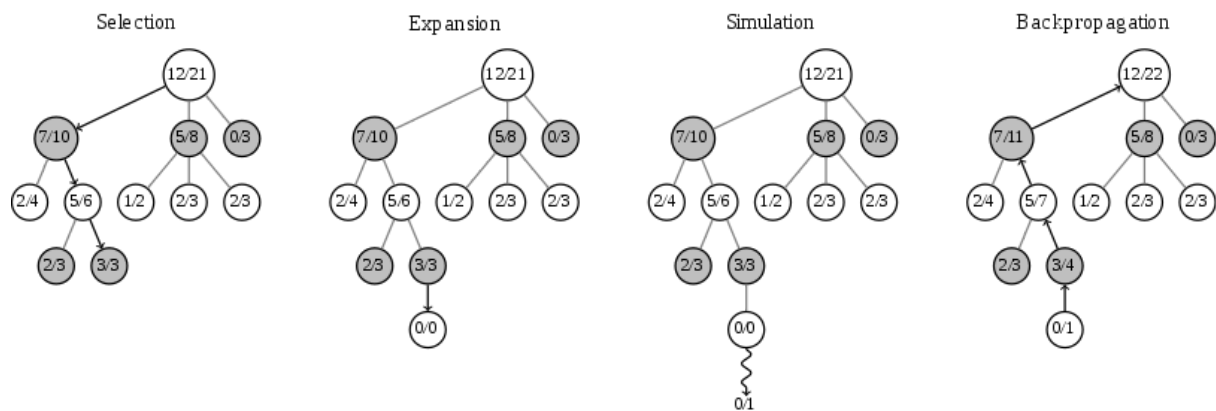 Selection Expansion Simulation Backpropagation
12/21 12/21 12/21 12/22
7/10 5/8 0/3 7/10 5/8 0/3 7/10 5/8 0/3 7/11 5/8 0/3
2/4 5/6 1/2 2/3 2/3 2/4 5/6 1/2 2/3 2/3 2/4 5/6 1/2 2/3 2/3 2/4 5/7 1/2 2/3 2/3
2/3 3/3 2/3 3/3 2/3 3/3 2/3 3/4
0/0 0/0 0/1
0/1